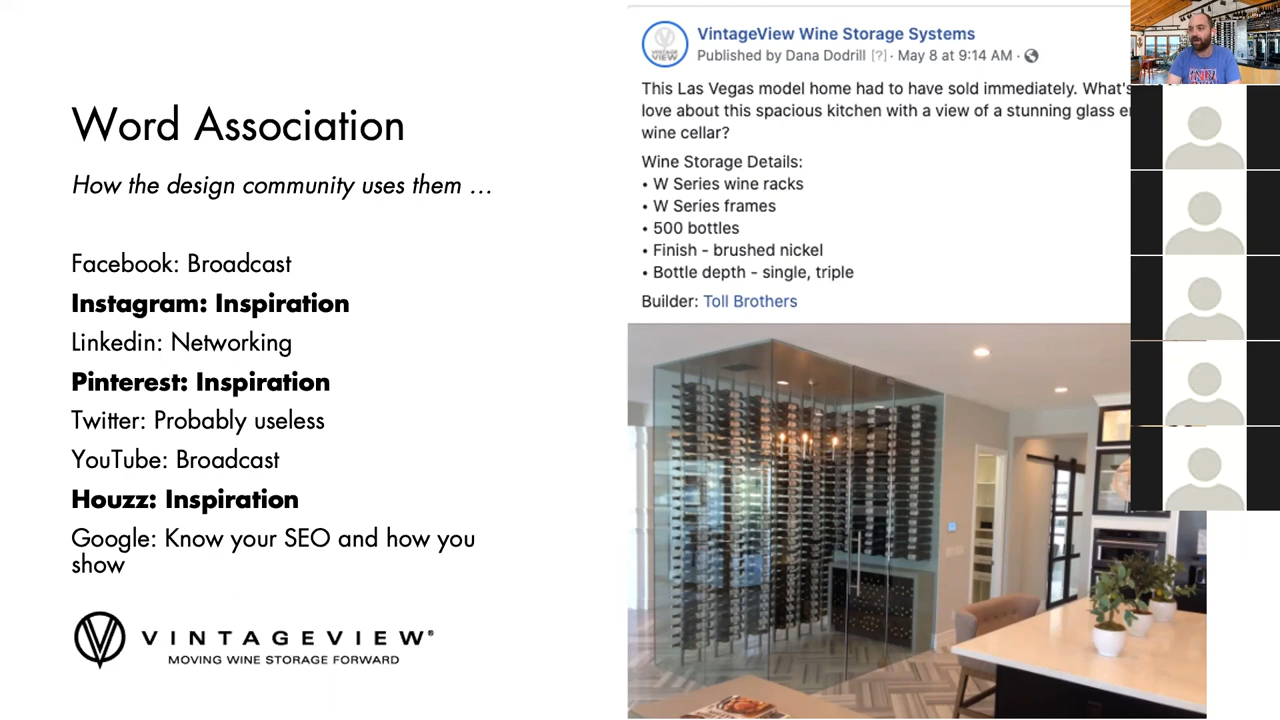 Word Association
How the design community uses them …
Facebook: Broadcast
Instagram: Inspiration
Linkedin: Networking
Pinterest: Inspiration
Twitter: Probably useless
YouTube: Broadcast
Houzz: Inspiration
Google: Know your SEO and how you
show
VINTAGEVIEW®
MOVING WINE STORAGE FORWARD
VINTAGE
VIEW
VintageView Wine Storage Systems
Published by Dana Dodrill [?] · May 8 at 9:14 AM ·
This Las Vegas model home had to have sold immediately. What's
love about this spacious kitchen with a view of a stunning glass
wine cellar?
Wine Storage Details:
• W Series wine racks
• W Series frames
• 500 bottles
• Finish - brushed nickel
• Bottle depth - single, triple
Builder: Toll Brothers